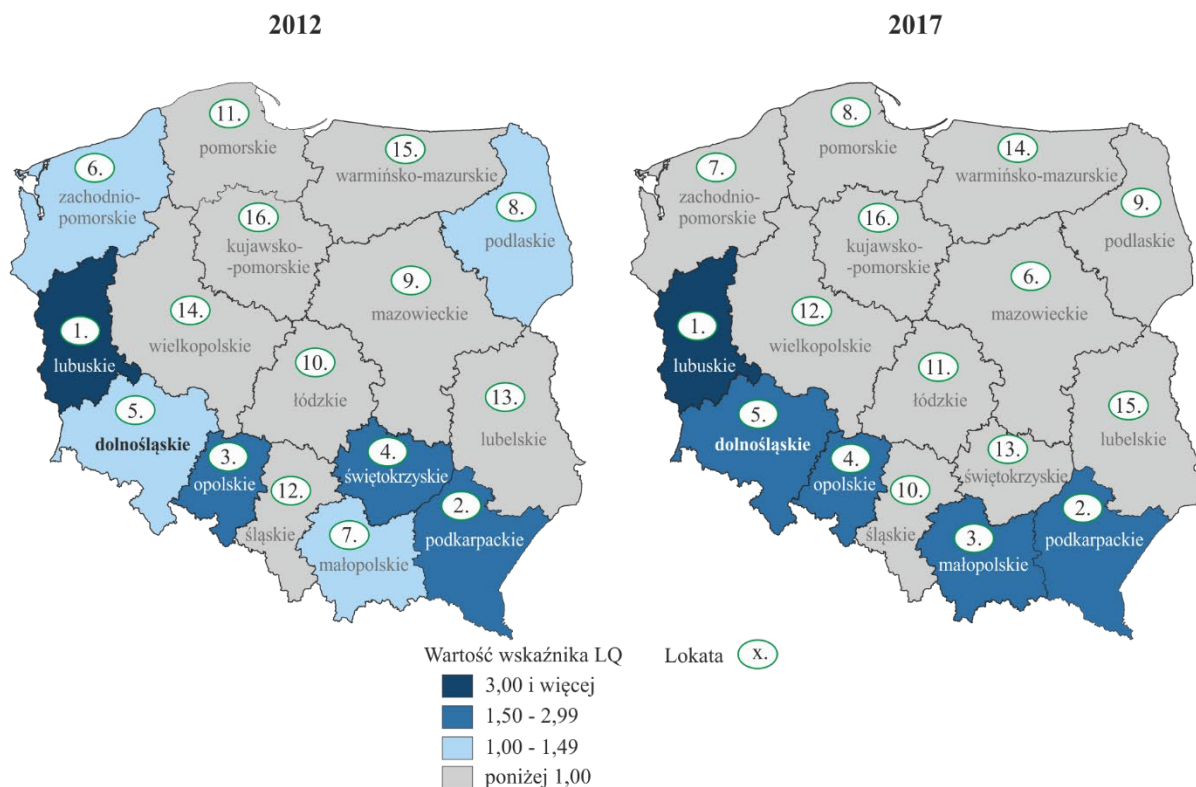 2012
11.
pomorskie
15.
warmińsko-mazurskie
6.
zachodnio-
pomorskie
16.
kujawsko-
-pomorskie
8.
podlaskie
9.
mazowieckie
1.
lubuskie
14.
wielkopolskie
10.
łódzkie
13.
lubelskie
5.
dolnośląskie
3.
opolskie
4.
świętokrzyskie
12.
śląskie
2.
podkarpackie
7.
małopolskie
2017
8.
pomorskie
14.
warmińsko-mazurskie
7.
zachodnio-
pomorskie
16.
kujawsko-
-pomorskie
9.
podlaskie
6.
mazowieckie
1.
lubuskie
12.
wielkopolskie
11.
łódzkie
15.
lubelskie
5.
dolnośląskie
4.
opolskie
13.
świętokrzyskie
10.
śląskie
2.
podkarpackie
3.
małopolskie
Wartość wskaźnika LQ
Lokata x.
3,00 i więcej
1,50 - 2,99
1,00 - 1,49
poniżej 1,00